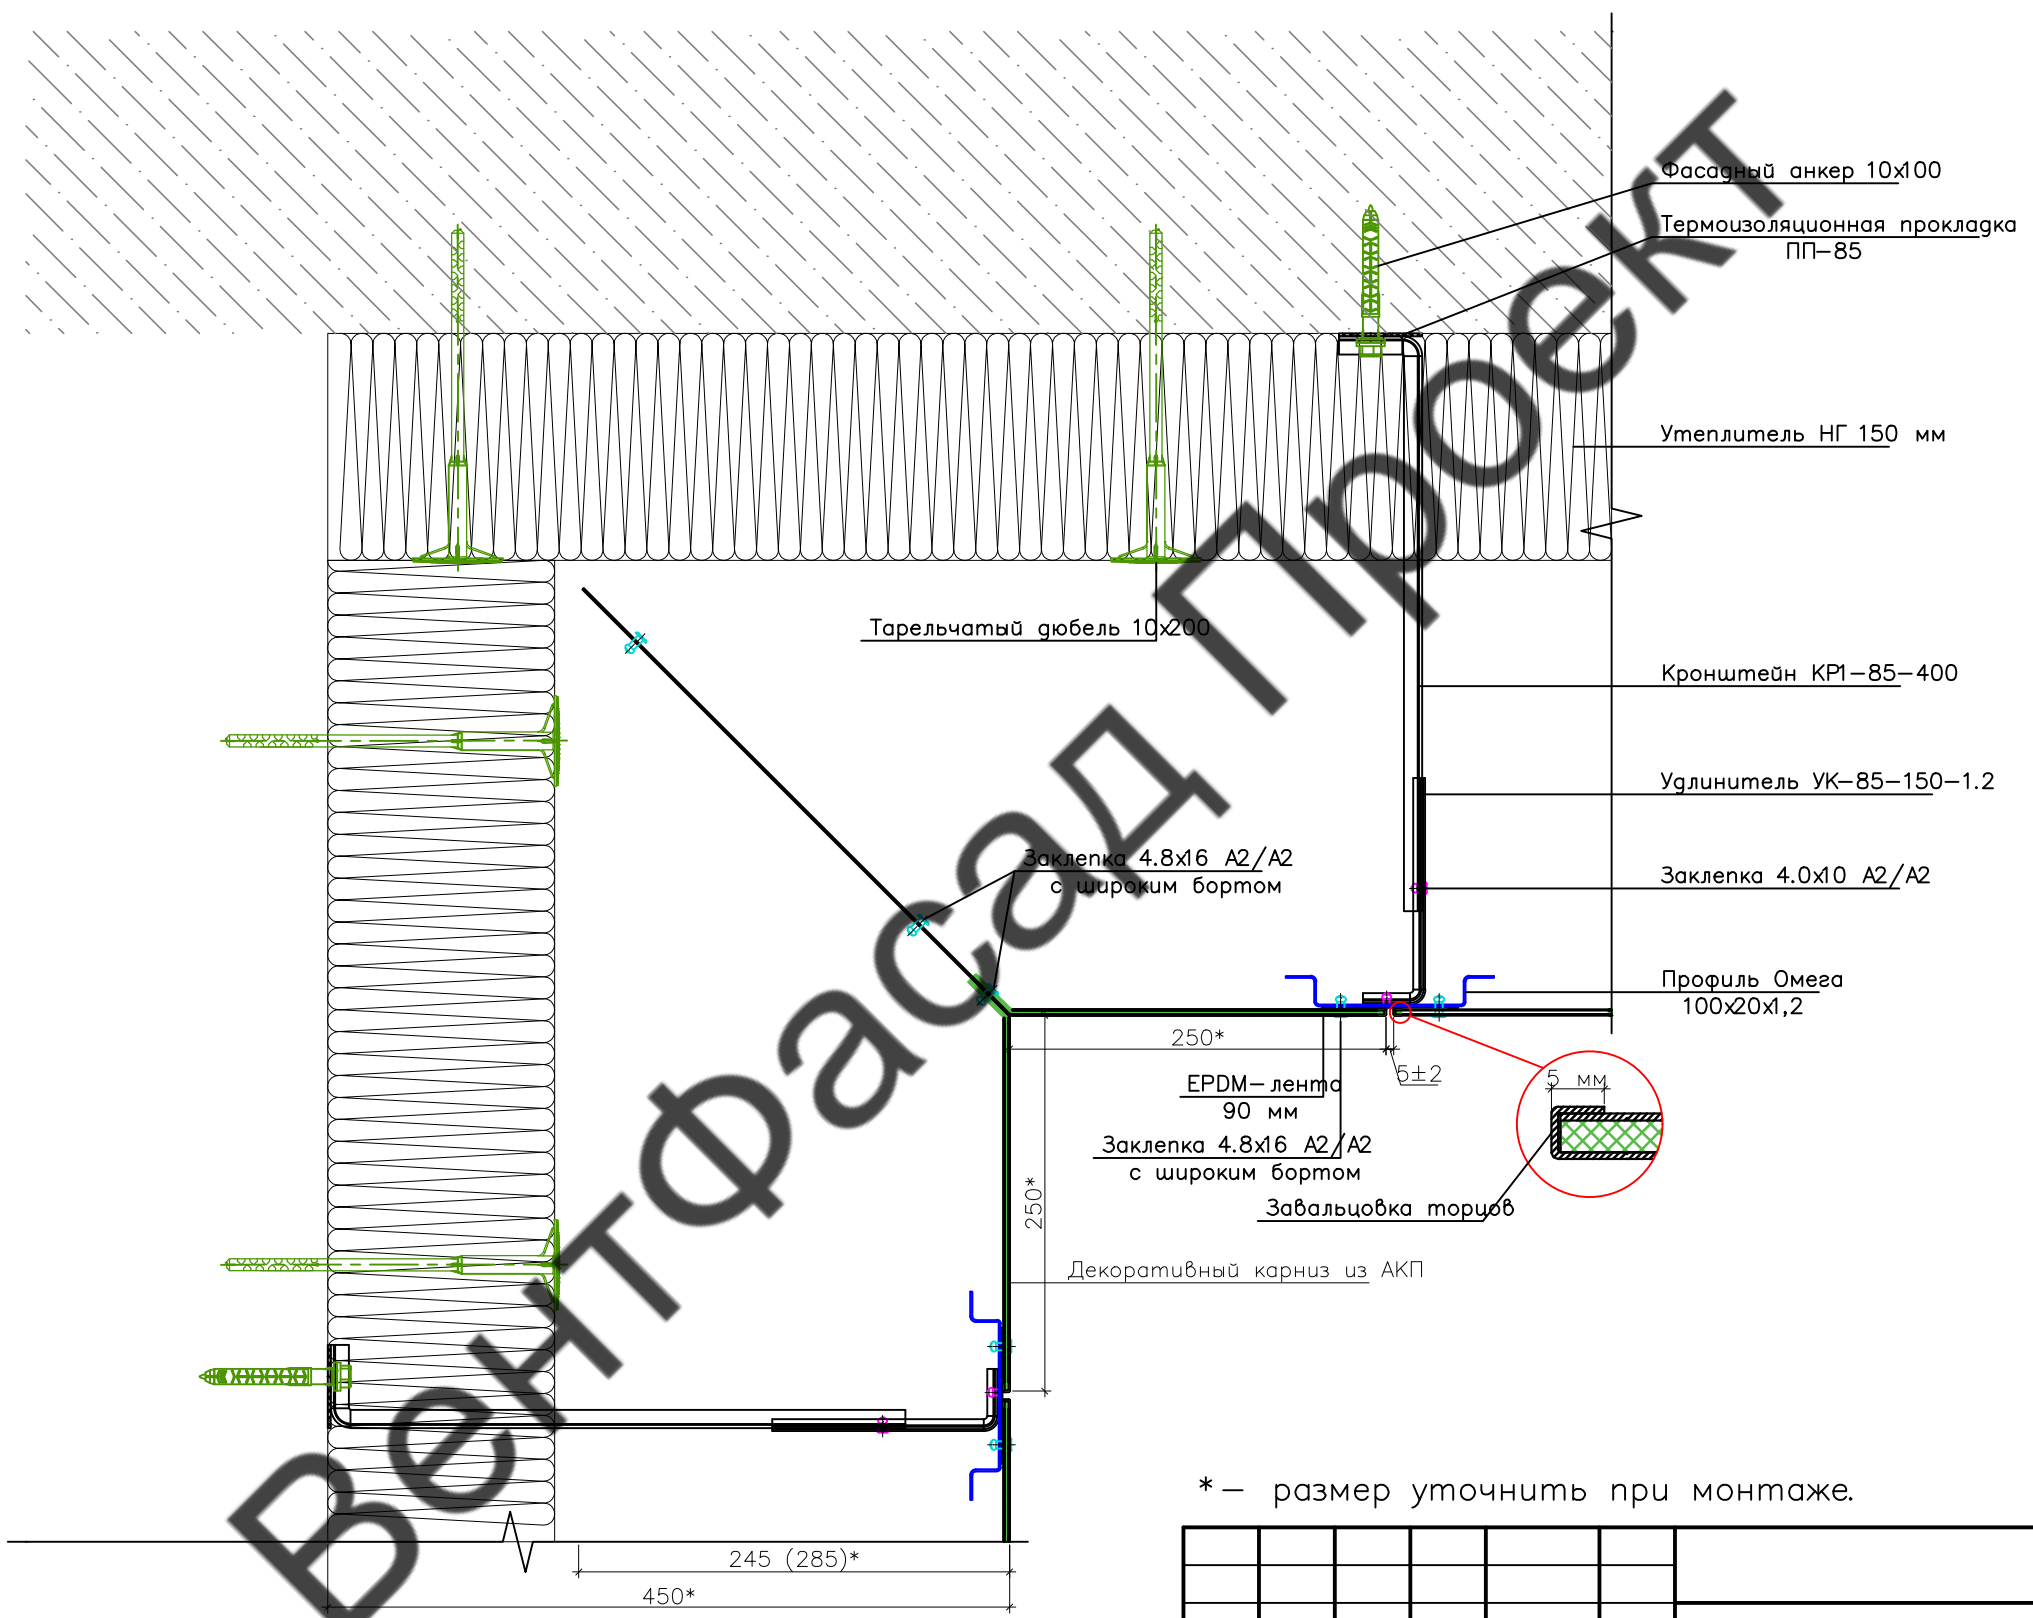 Фасадный анкер 10х100
Термоизоляционная прокладка
ПП-85
Утеплитель НГ 150 мм
Тарельчатый дюбель 10х200
Кронштейн КР1-85-400
Удлинитель УК-85-150-1.2
Заклепка 4.8х16 А2/А2
с широким бортом
Заклепка 4.0х10 А2/А2
Профиль Омега
100х20х1,2
250*
5±2
5 мм
EPDM-лента
90 мм
Заклепка 4.8х16 А2/А2
с широким бортом
250*
Завальцовка торцов
Декоративный карниз из АКП
*- размер уточнить при монтаже.
245 (285)*
450*
ВентФасад Проект